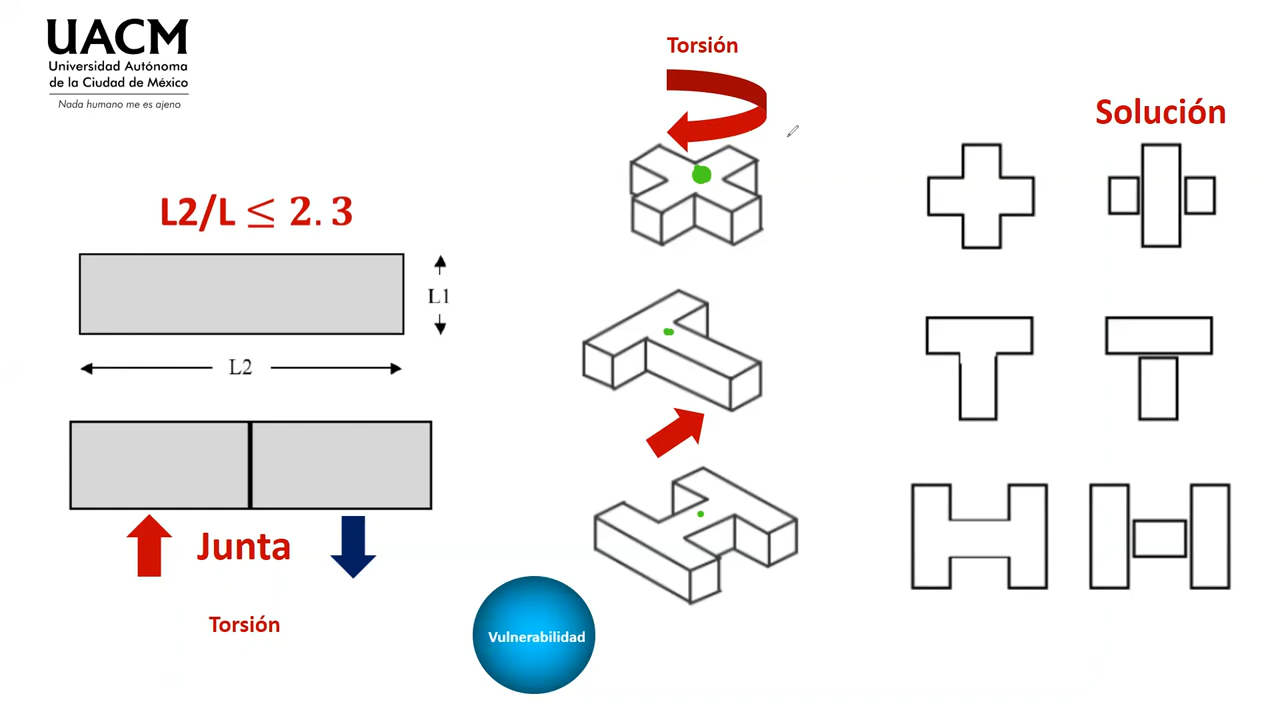 UACM
Universidad Autónoma
de la Ciudad de México
Nada humano me es ajeno
L2/L ≤ 2.3
L1
L2
Junta
Torsión
Torsión
Vulnerabilidad
Solución